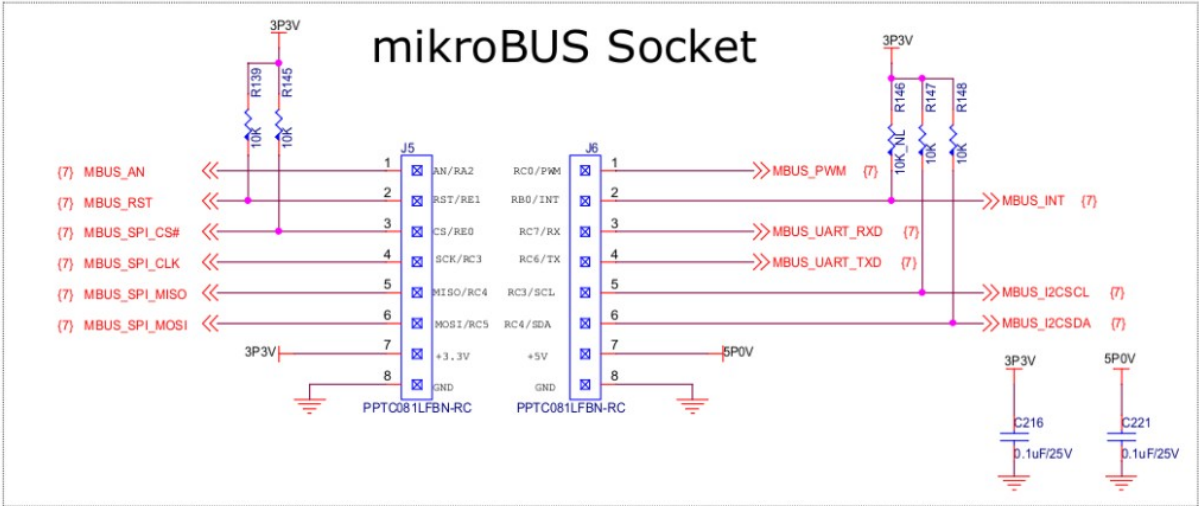 mikroBUS Socket
3P3V
R139
R145
10K
10K
J5
{7} MBUS_AN
1
AN/RA2
{7} MBUS_RST
2
RST/RE1
{7} MBUS_SPI_CS#
3
CS/RE0
{7} MBUS_SPI_CLK
4
SCK/RC3
{7} MBUS_SPI_MISO
5
MISO/RC4
{7} MBUS_SPI_MOSI
6
MOSI/RC5
3P3V
7
+3.3V
8
GND
PPTC081LFBN-RC
3P3V
R146
R147
R148
10K_NL
10K
10K
J6
RC0/PWM
1
MBUS_PWM {7}
RB0/INT
2
MBUS_INT {7}
RC7/RX
3
MBUS_UART_RXD {7}
RC6/TX
4
MBUS_UART_TXD {7}
RC3/SCL
5
MBUS_I2CSCL {7}
RC4/SDA
6
MBUS_I2CSDA {7}
+5V
7
5P0V
GND
8
PPTC081LFBN-RC
3P3V
C216
0.1uF/25V
5P0V
C221
0.1uF/25V